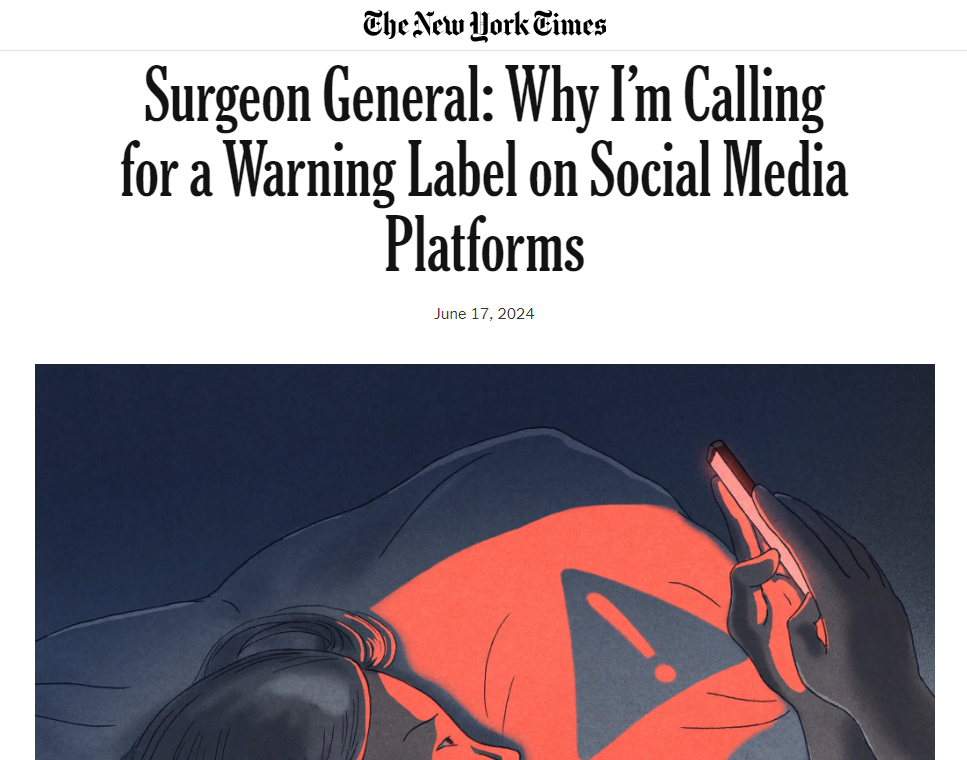 The New York Times
Surgeon General: Why I’m Calling
for a Warning Label on Social Media
Platforms
June 17, 2024
!